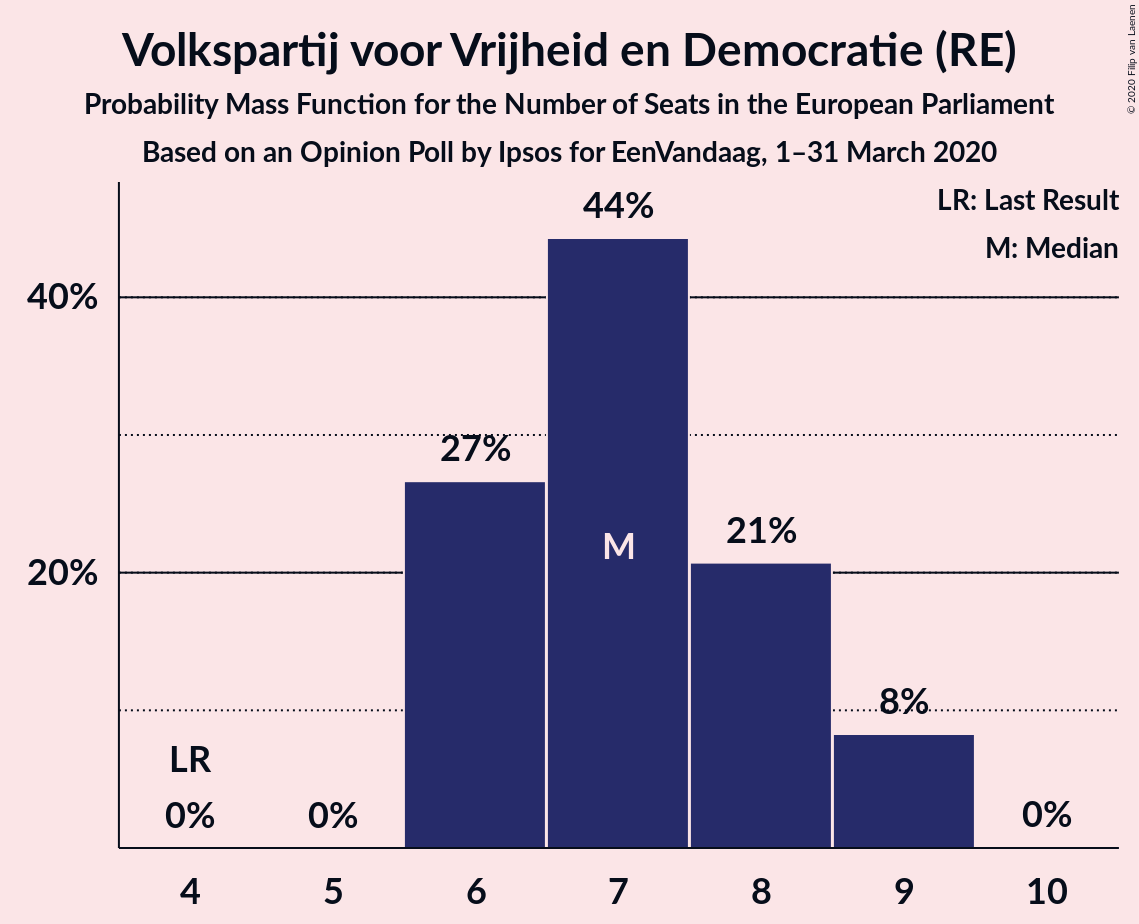 Volkspartij voor Vrijheid en Democratie (RE)
Probability Mass Function for the Number of Seats in the European Parliament
Based on an Opinion Poll by Ipsos for EenVandaag, 1–31 March 2020
© 2020 Filip van Laenen
LR: Last Result
M: Median
44%
40%
27%
M
21%
20%
8%
LR
0%
0%
0%
4
5
6
7
8
9
10